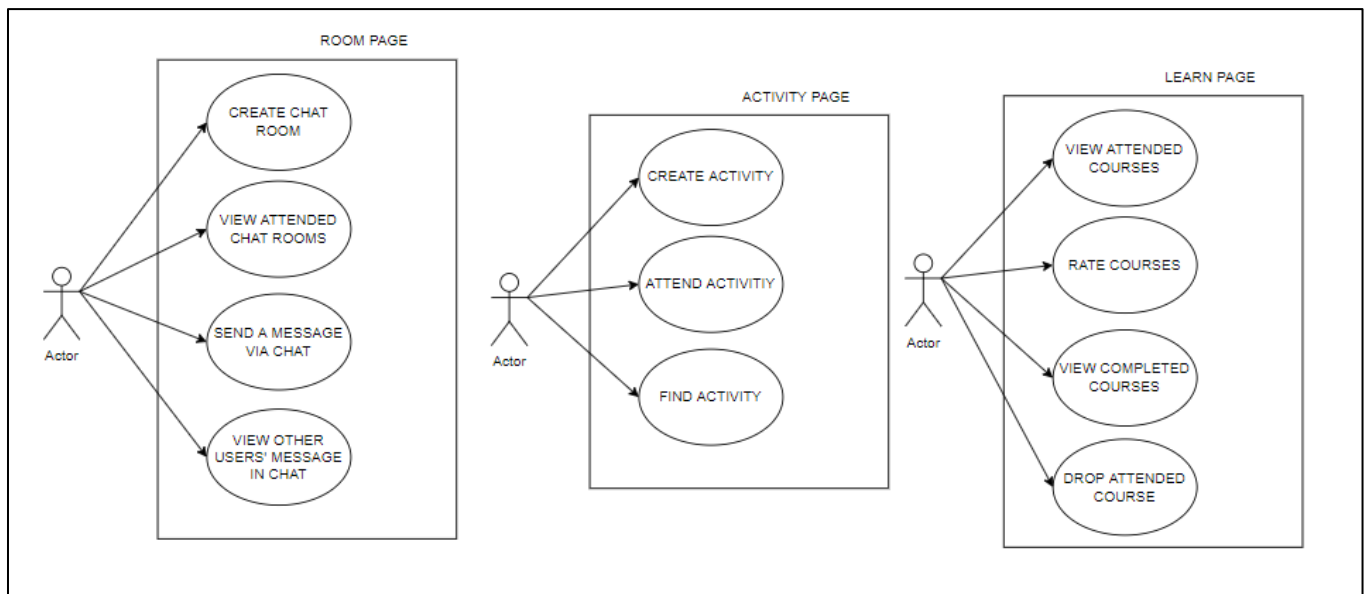 ROOM PAGE
CREATE CHAT
ROOM
VIEW ATTENDED
CHAT ROOMS
SEND A MESSAGE
VIA CHAT
VIEW OTHER
USERS' MESSAGE
IN CHAT
Actor
ACTIVITY PAGE
CREATE ACTIVITY
ATTEND ACTIVITIY
FIND ACTIVITY
Actor
LEARN PAGE
VIEW ATTENDED
COURSES
RATE COURSES
VIEW COMPLETED
COURSES
DROP ATTENDED
COURSE
Actor